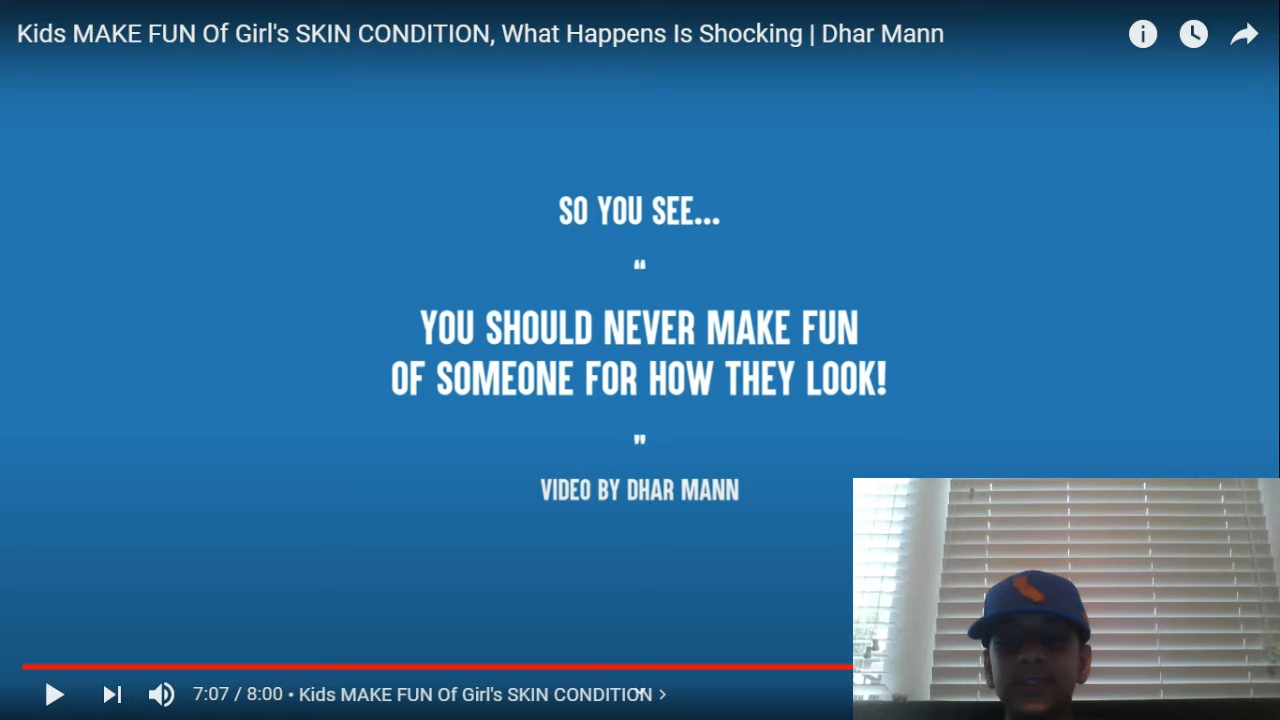 Kids MAKE FUN Of Girl's SKIN CONDITION, What Happens Is Shocking | Dhar Mann
SO YOU SEE...
“
YOU SHOULD NEVER MAKE FUN
OF SOMEONE FOR HOW THEY LOOK!
”
VIDEO BY DHAR MANN
7:07 / 8:00 • Kids MAKE FUN Of Girl's SKIN CONDITION >